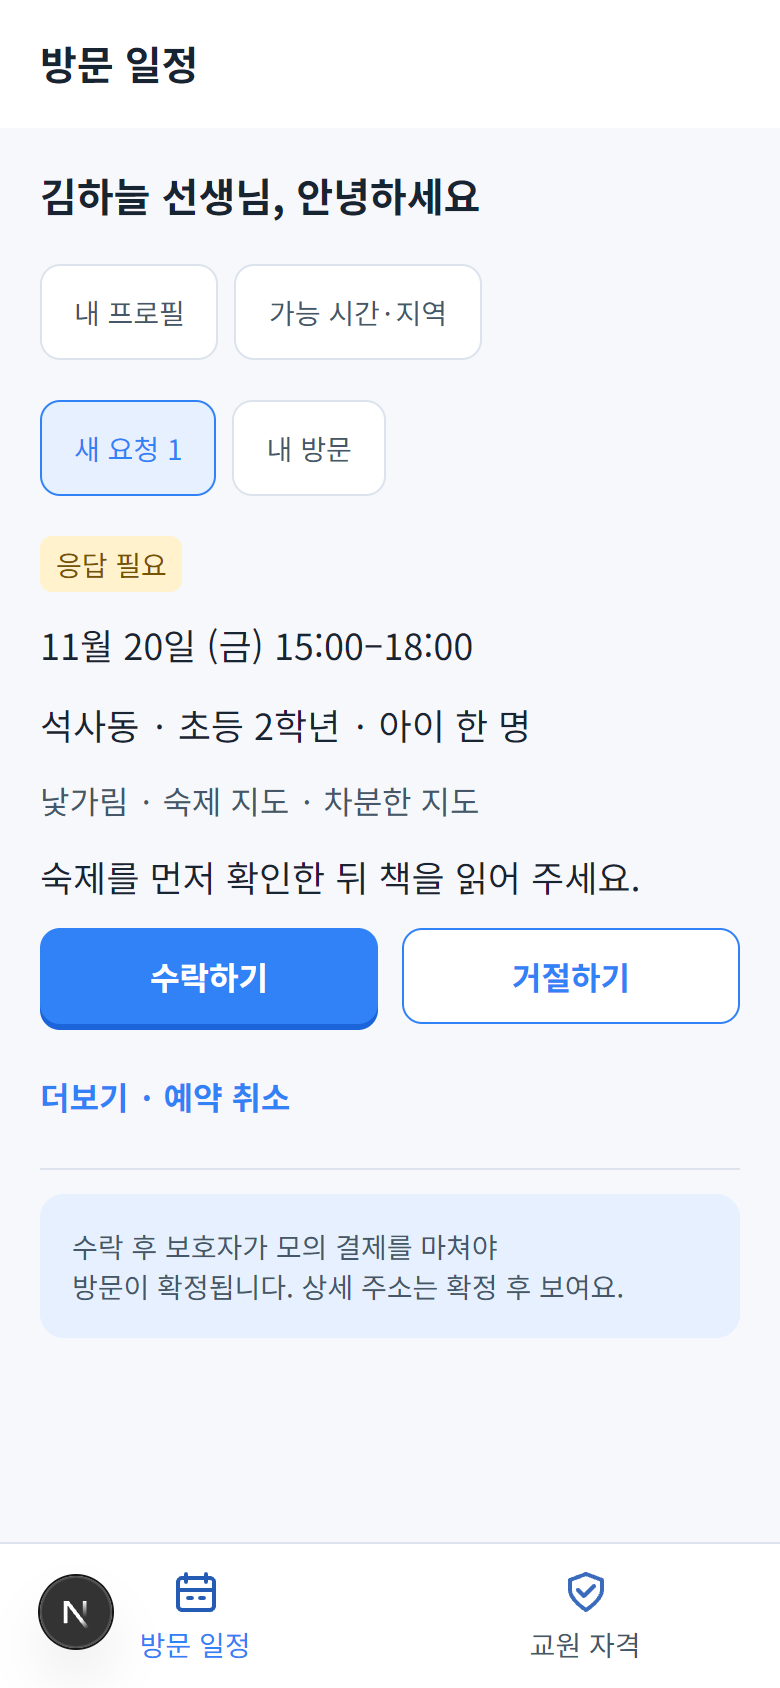 방문 일정
김하늘 선생님, 안녕하세요
내 프로필
가능 시간·지역
새 요청 1
내 방문
응답 필요
11월 20일 (금) 15:00–18:00
석사동 · 초등 2학년 · 아이 한 명
낯가림 · 숙제 지도 · 차분한 지도
숙제를 먼저 확인한 뒤 책을 읽어 주세요.
수락하기
거절하기
더보기 · 예약 취소
수락 후 보호자가 모의 결제를 마쳐야
방문이 확정됩니다. 상세 주소는 확정 후 보여요.
N
방문 일정
교원 자격